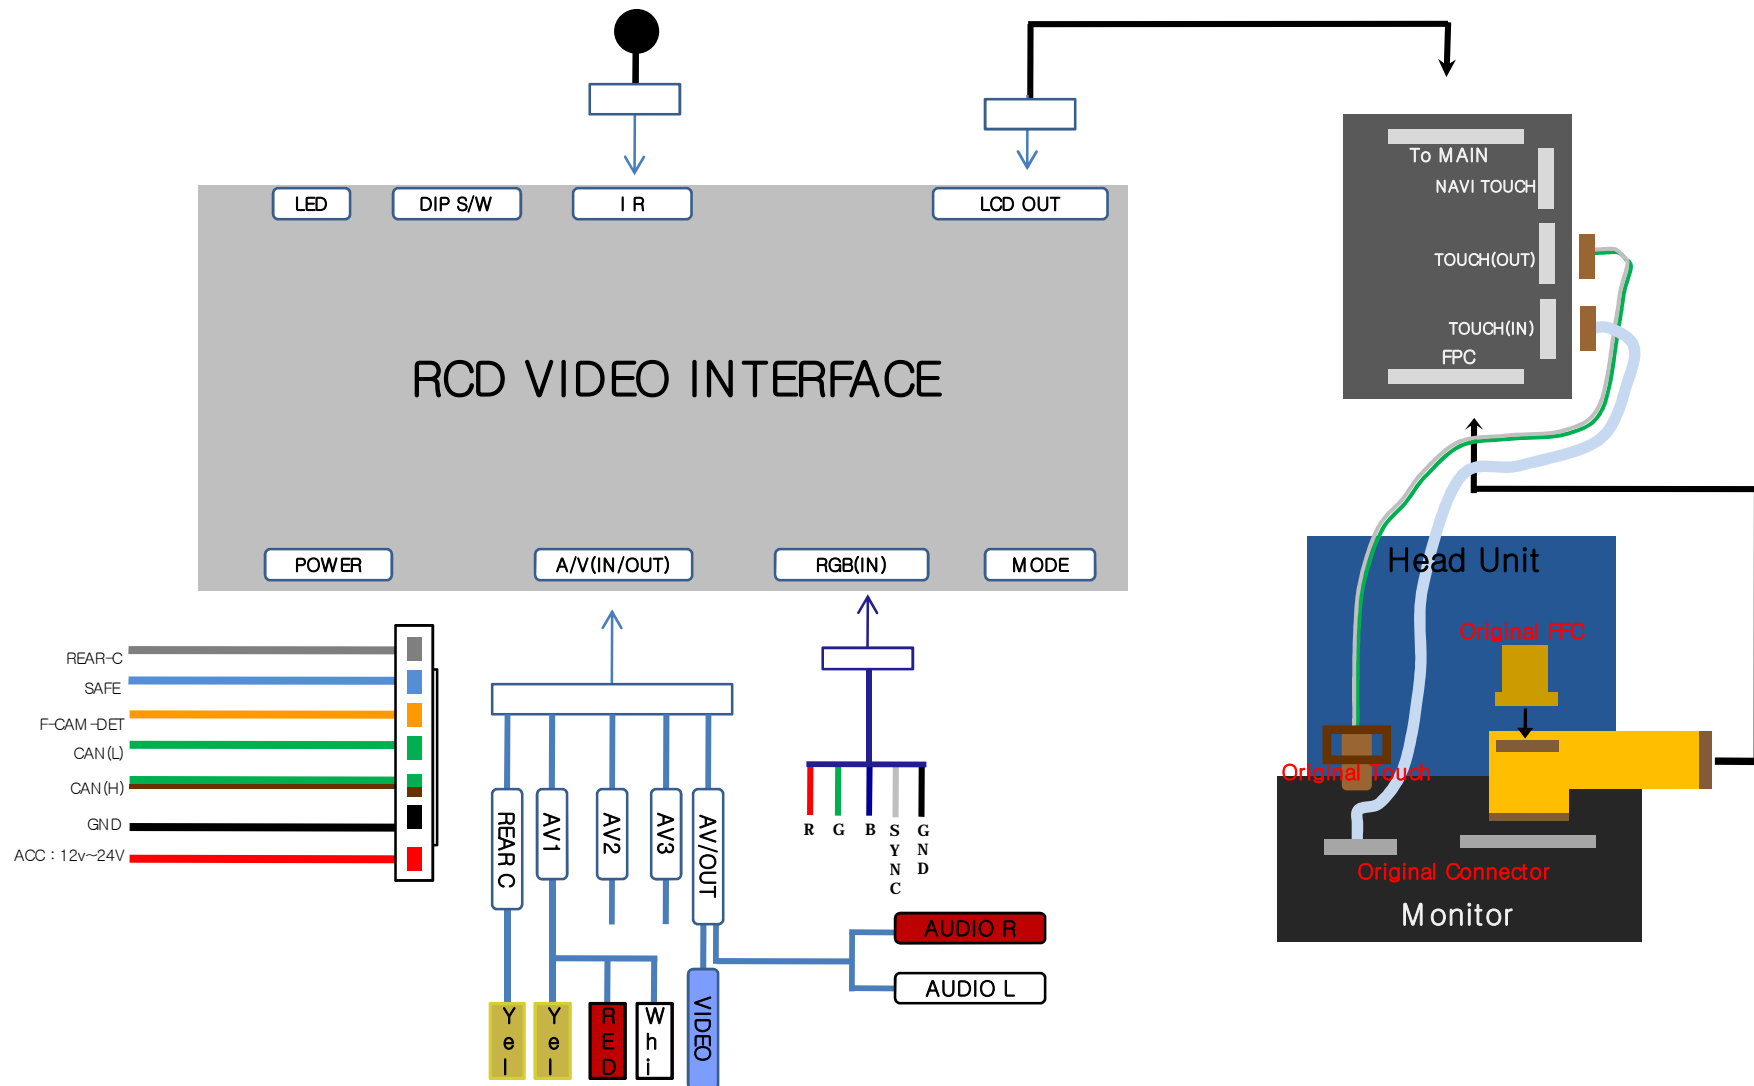 LED
DIP S/W
I R
LCD OUT
To MAIN
NAVI TOUCH
TOUCH(OUT)
TOUCH(IN)
FPC
RCD VIDEO INTERFACE
POWER
A/V(IN/OUT)
RGB(IN)
MODE
REAR-C
SAFE
F-CAM-DET
CAN(L)
CAN(H)
GND
ACC : 12v~24V
REAR C
AV1
AV2
AV3
AV/OUT
R
G
B
SYNC
GND
AUDIO R
AUDIO L
Yel
Yel
RED
Whi
VIDEO
Head Unit
Original FFC
Original Touch
Original Connector
Monitor